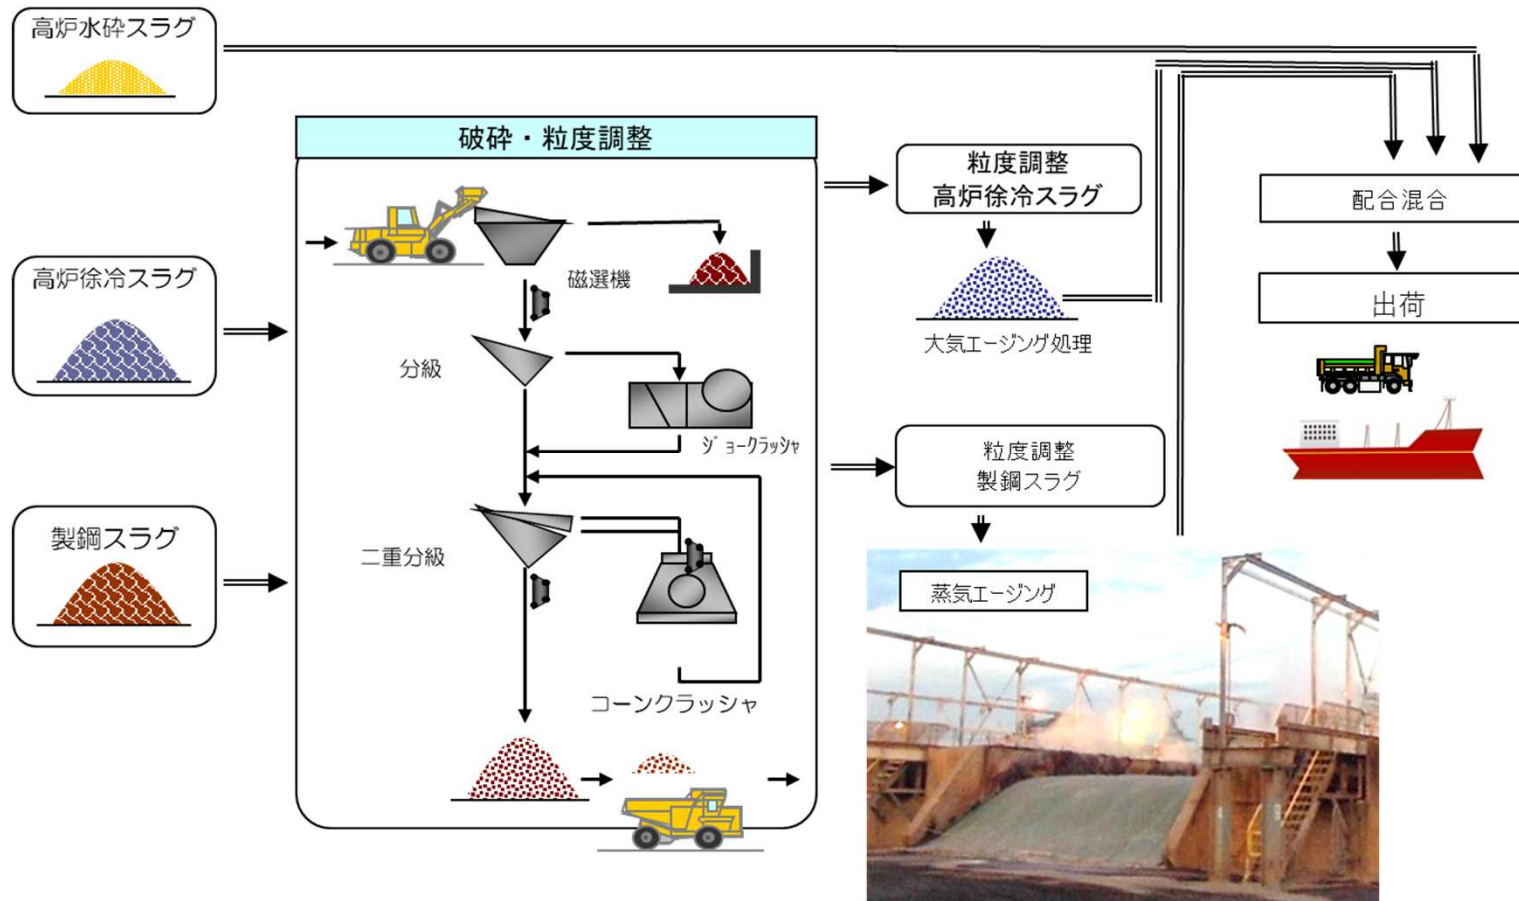 高炉水砕スラグ
破砕・粒度調整
粒度調整
高炉徐冷スラグ
配合混合
高炉徐冷スラグ
磁選機
出荷
大気エージング処理
分級
ｼﾞｮｰｸﾗｯｼｬ
粒度調整
製鋼スラグ
製鋼スラグ
二重分級
蒸気エージング
コーンクラッシャ